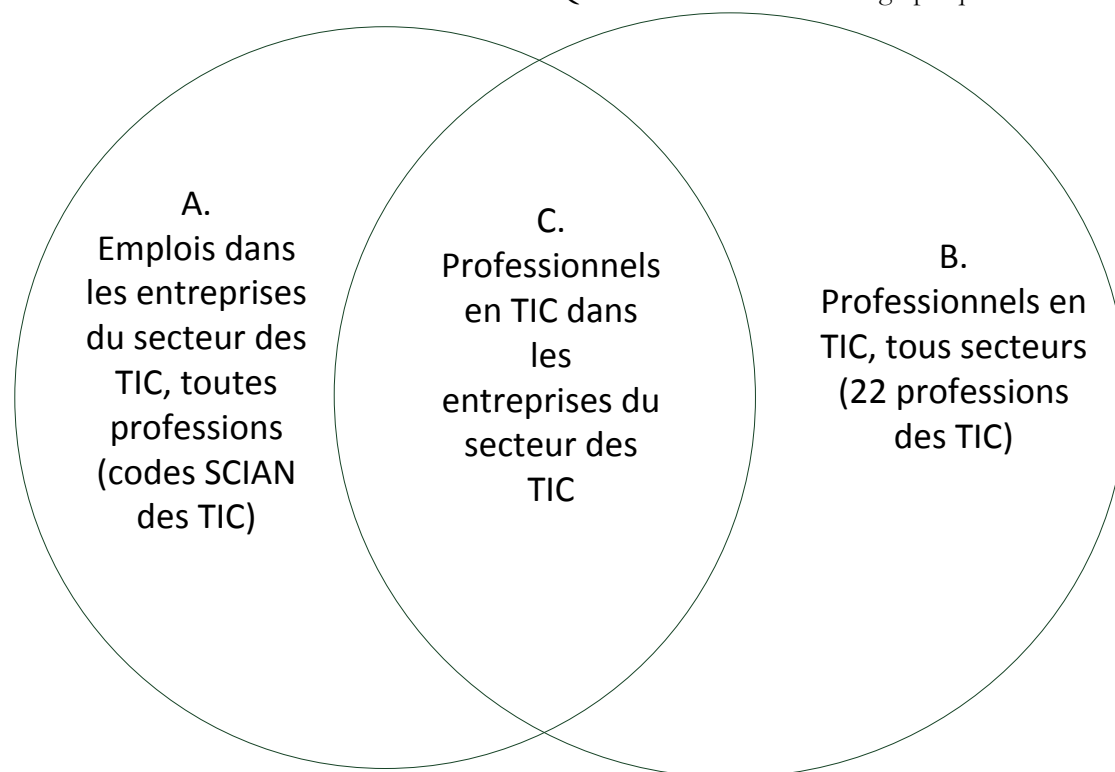 A.
Emplois dans
les entreprises
du secteur des
TIC, toutes
professions
(codes SCIAN
des TIC)
C.
Professionnels
en TIC dans
les
entreprises du
secteur des
TIC
B.
Professionnels en
TIC, tous secteurs
(22 professions
des TIC)